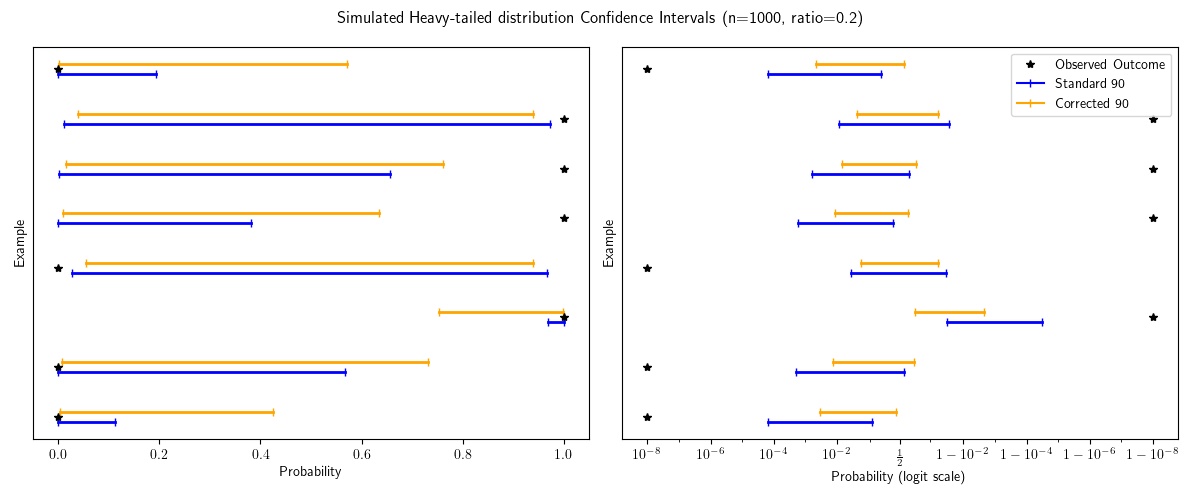 Simulated Heavy-tailed distribution Confidence Intervals (n=1000, ratio=0.2)
Example
0.0 0.2 0.4 0.6 0.8 1.0
Probability
Example
Observed Outcome
Standard 90
Corrected 90
10⁻⁸ 10⁻⁶ 10⁻⁴ 10⁻² 1/2 1 − 10⁻² 1 − 10⁻⁴ 1 − 10⁻⁶ 1 − 10⁻⁸
Probability (logit scale)